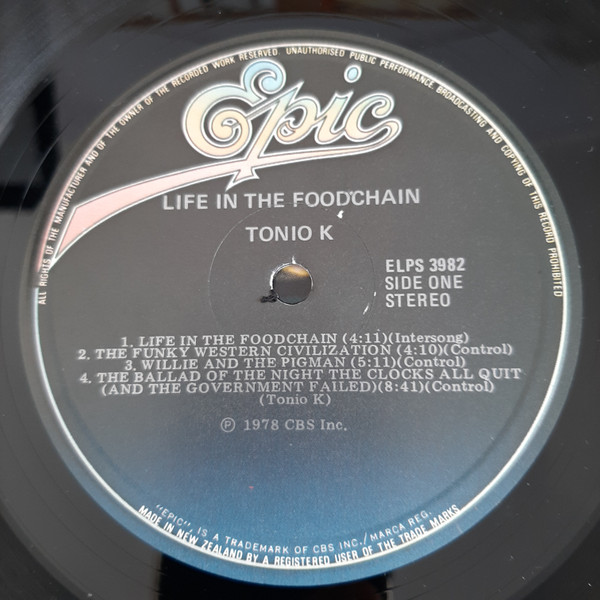 ALL RIGHTS OF THE MANUFACTURER AND OF THE OWNER OF THE RECORDED WORK RESERVED. UNAUTHORISED PUBLIC PERFORMANCE BROADCASTING AND COPYING OF THIS RECORD PROHIBITED
Epic
LIFE IN THE FOODCHAIN
TONIO K
ELPS 3982
SIDE ONE
STEREO
1. LIFE IN THE FOODCHAIN (4:11)(Intersong)
2. THE FUNKY WESTERN CIVILIZATION (4:10)(Control)
3. WILLIE AND THE PIGMAN (5:11)(Control)
4. THE BALLAD OF THE NIGHT THE CLOCKS ALL QUIT
(AND THE GOVERNMENT FAILED)(8:41)(Control)
(Tonio K)
℗ 1978 CBS Inc.
"EPIC", IS A TRADEMARK OF CBS INC./MARCA REG.
MADE IN NEW ZEALAND BY A REGISTERED USER OF THE TRADE MARKS